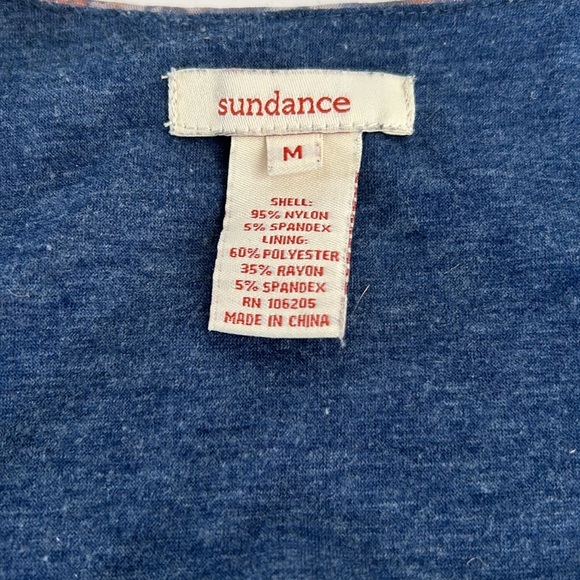 sundance
M
SHELL:
95% NYLON
5% SPANDEX
LINING:
60% POLYESTER
35% RAYON
5% SPANDEX
RN 106205
MADE IN CHINA